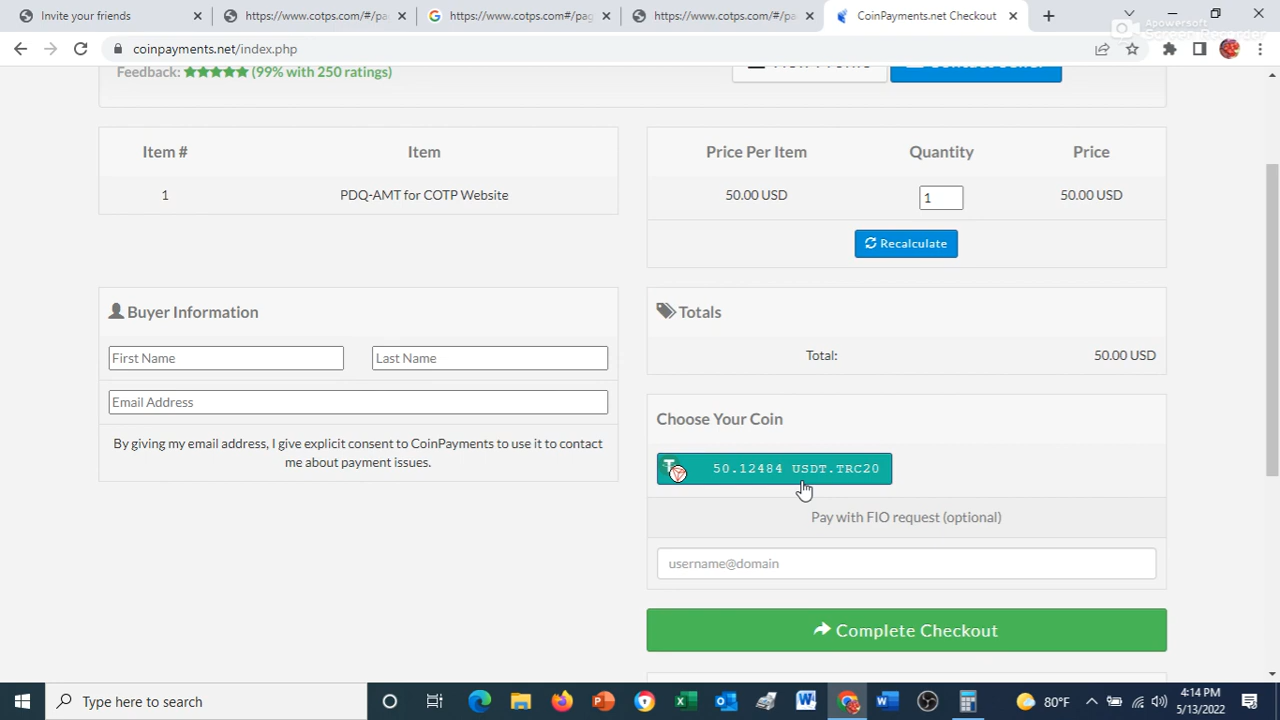 Invite your friends
https://www.cotps.com/#/pa
https://www.cotps.com#/pag
https://www.cotps.com/#/pa
CoinPayments.net Checkout
Apowersoft
Screen Recorder
coinpayments.net/index.php
Feedback: ★★★★★ (99% with 250 ratings)
Item # Item
1 PDQ-AMT for COTP Website
Price Per Item Quantity Price
50.00 USD 1 50.00 USD
Recalculate
Buyer Information
First Name Last Name
Email Address
By giving my email address, I give explicit consent to CoinPayments to use it to contact
me about payment issues.
Totals
Total: 50.00 USD
Choose Your Coin
50.12484 USDT.TRC20
Pay with FIO request (optional)
username@domain
Complete Checkout
Type here to search
80°F
4:14 PM
5/13/2022